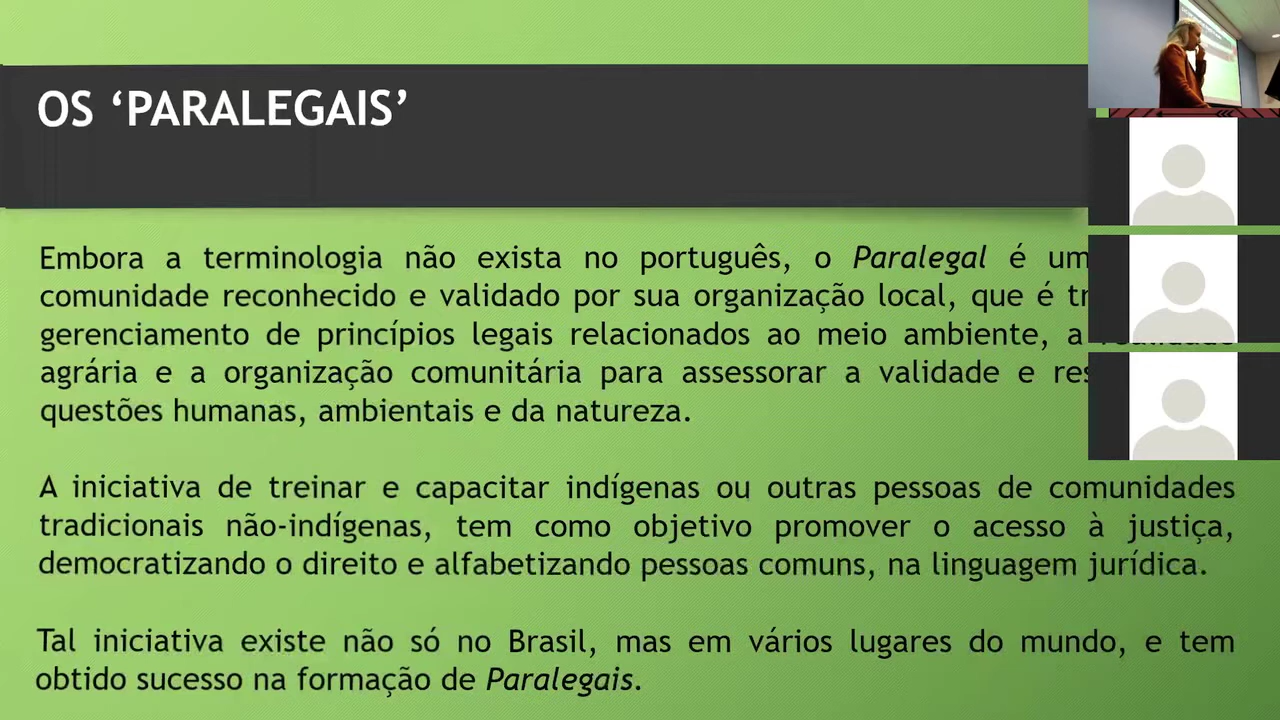 OS ‘PARALEGAIS’
Embora a terminologia não exista no português, o Paralegal é um
comunidade reconhecido e validado por sua organização local, que é
gerenciamento de princípios legais relacionados ao meio ambiente, a
agrária e a organização comunitária para assessorar a validade e
questões humanas, ambientais e da natureza.
A iniciativa de treinar e capacitar indígenas ou outras pessoas de comunidades
tradicionais não-indígenas, tem como objetivo promover o acesso à justiça,
democratizando o direito e alfabetizando pessoas comuns, na linguagem jurídica.
Tal iniciativa existe não só no Brasil, mas em vários lugares do mundo, e tem
obtido sucesso na formação de Paralegais.